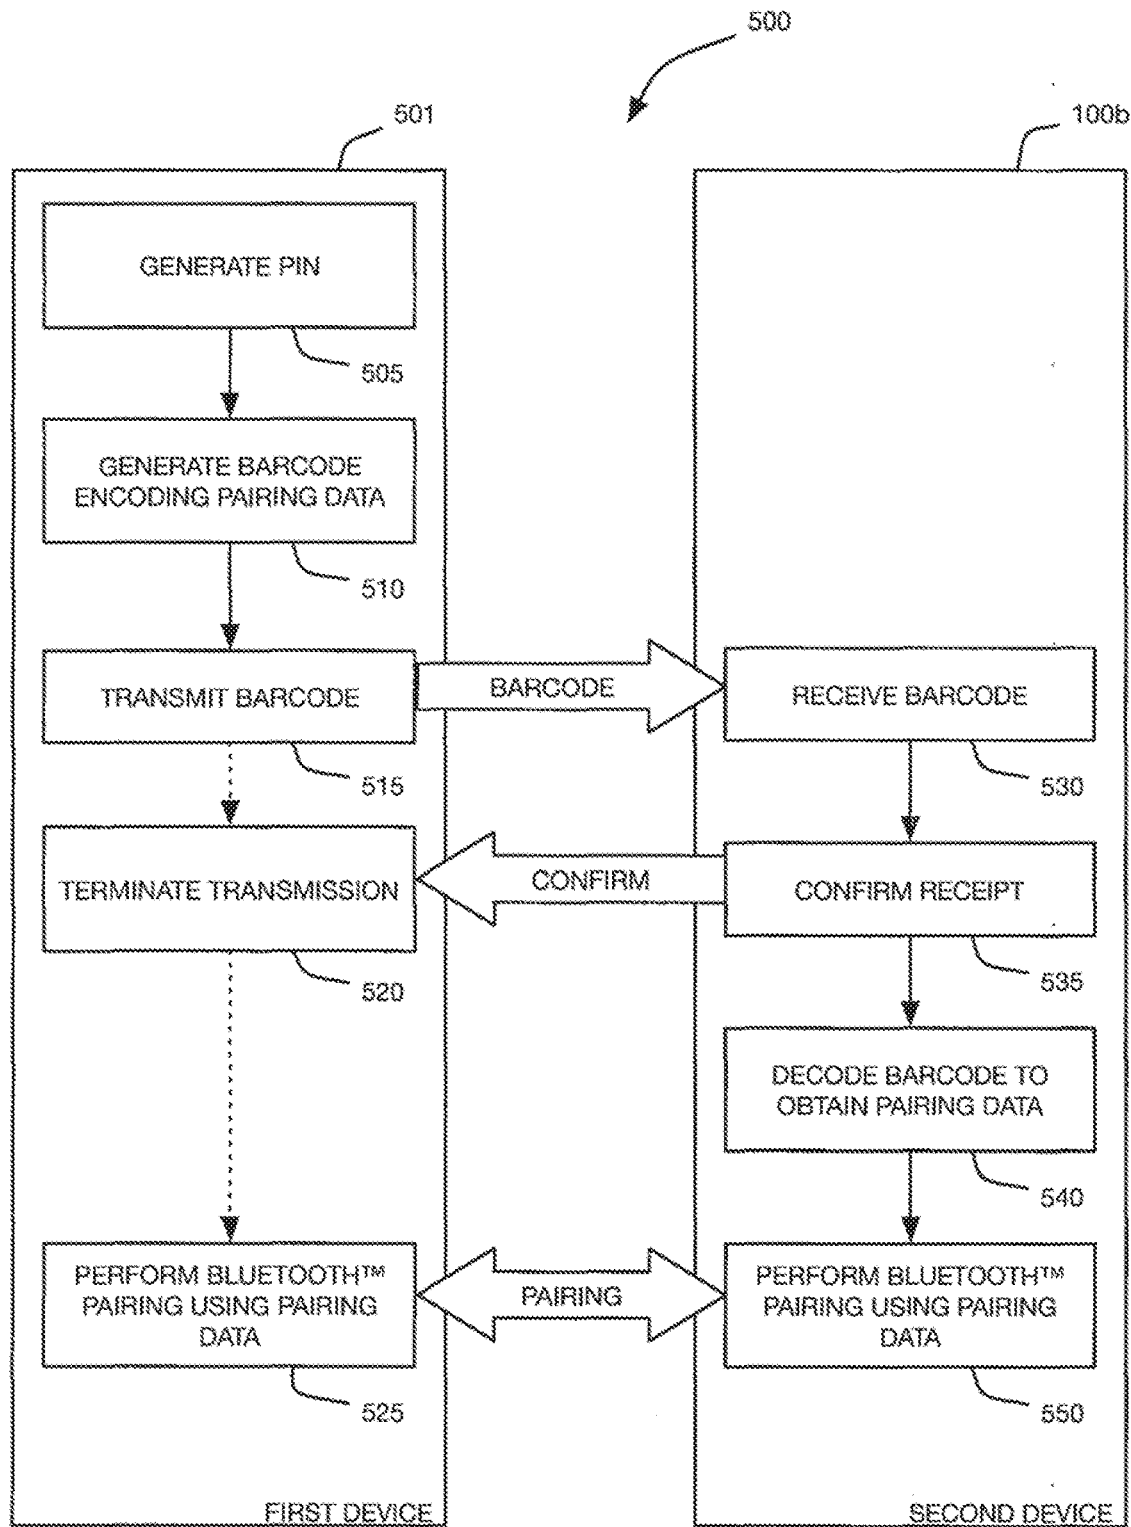 500
501
100b
GENERATE PIN
505
GENERATE BARCODE
ENCODING PAIRING DATA
510
TRANSMIT BARCODE
BARCODE
RECEIVE BARCODE
515
530
TERMINATE TRANSMISSION
CONFIRM
CONFIRM RECEIPT
520
535
DECODE BARCODE TO
OBTAIN PAIRING DATA
540
PERFORM BLUETOOTH™
PAIRING USING PAIRING
DATA
PAIRING
PERFORM BLUETOOTH™
PAIRING USING PAIRING
DATA
525
550
FIRST DEVICE
SECOND DEVICE